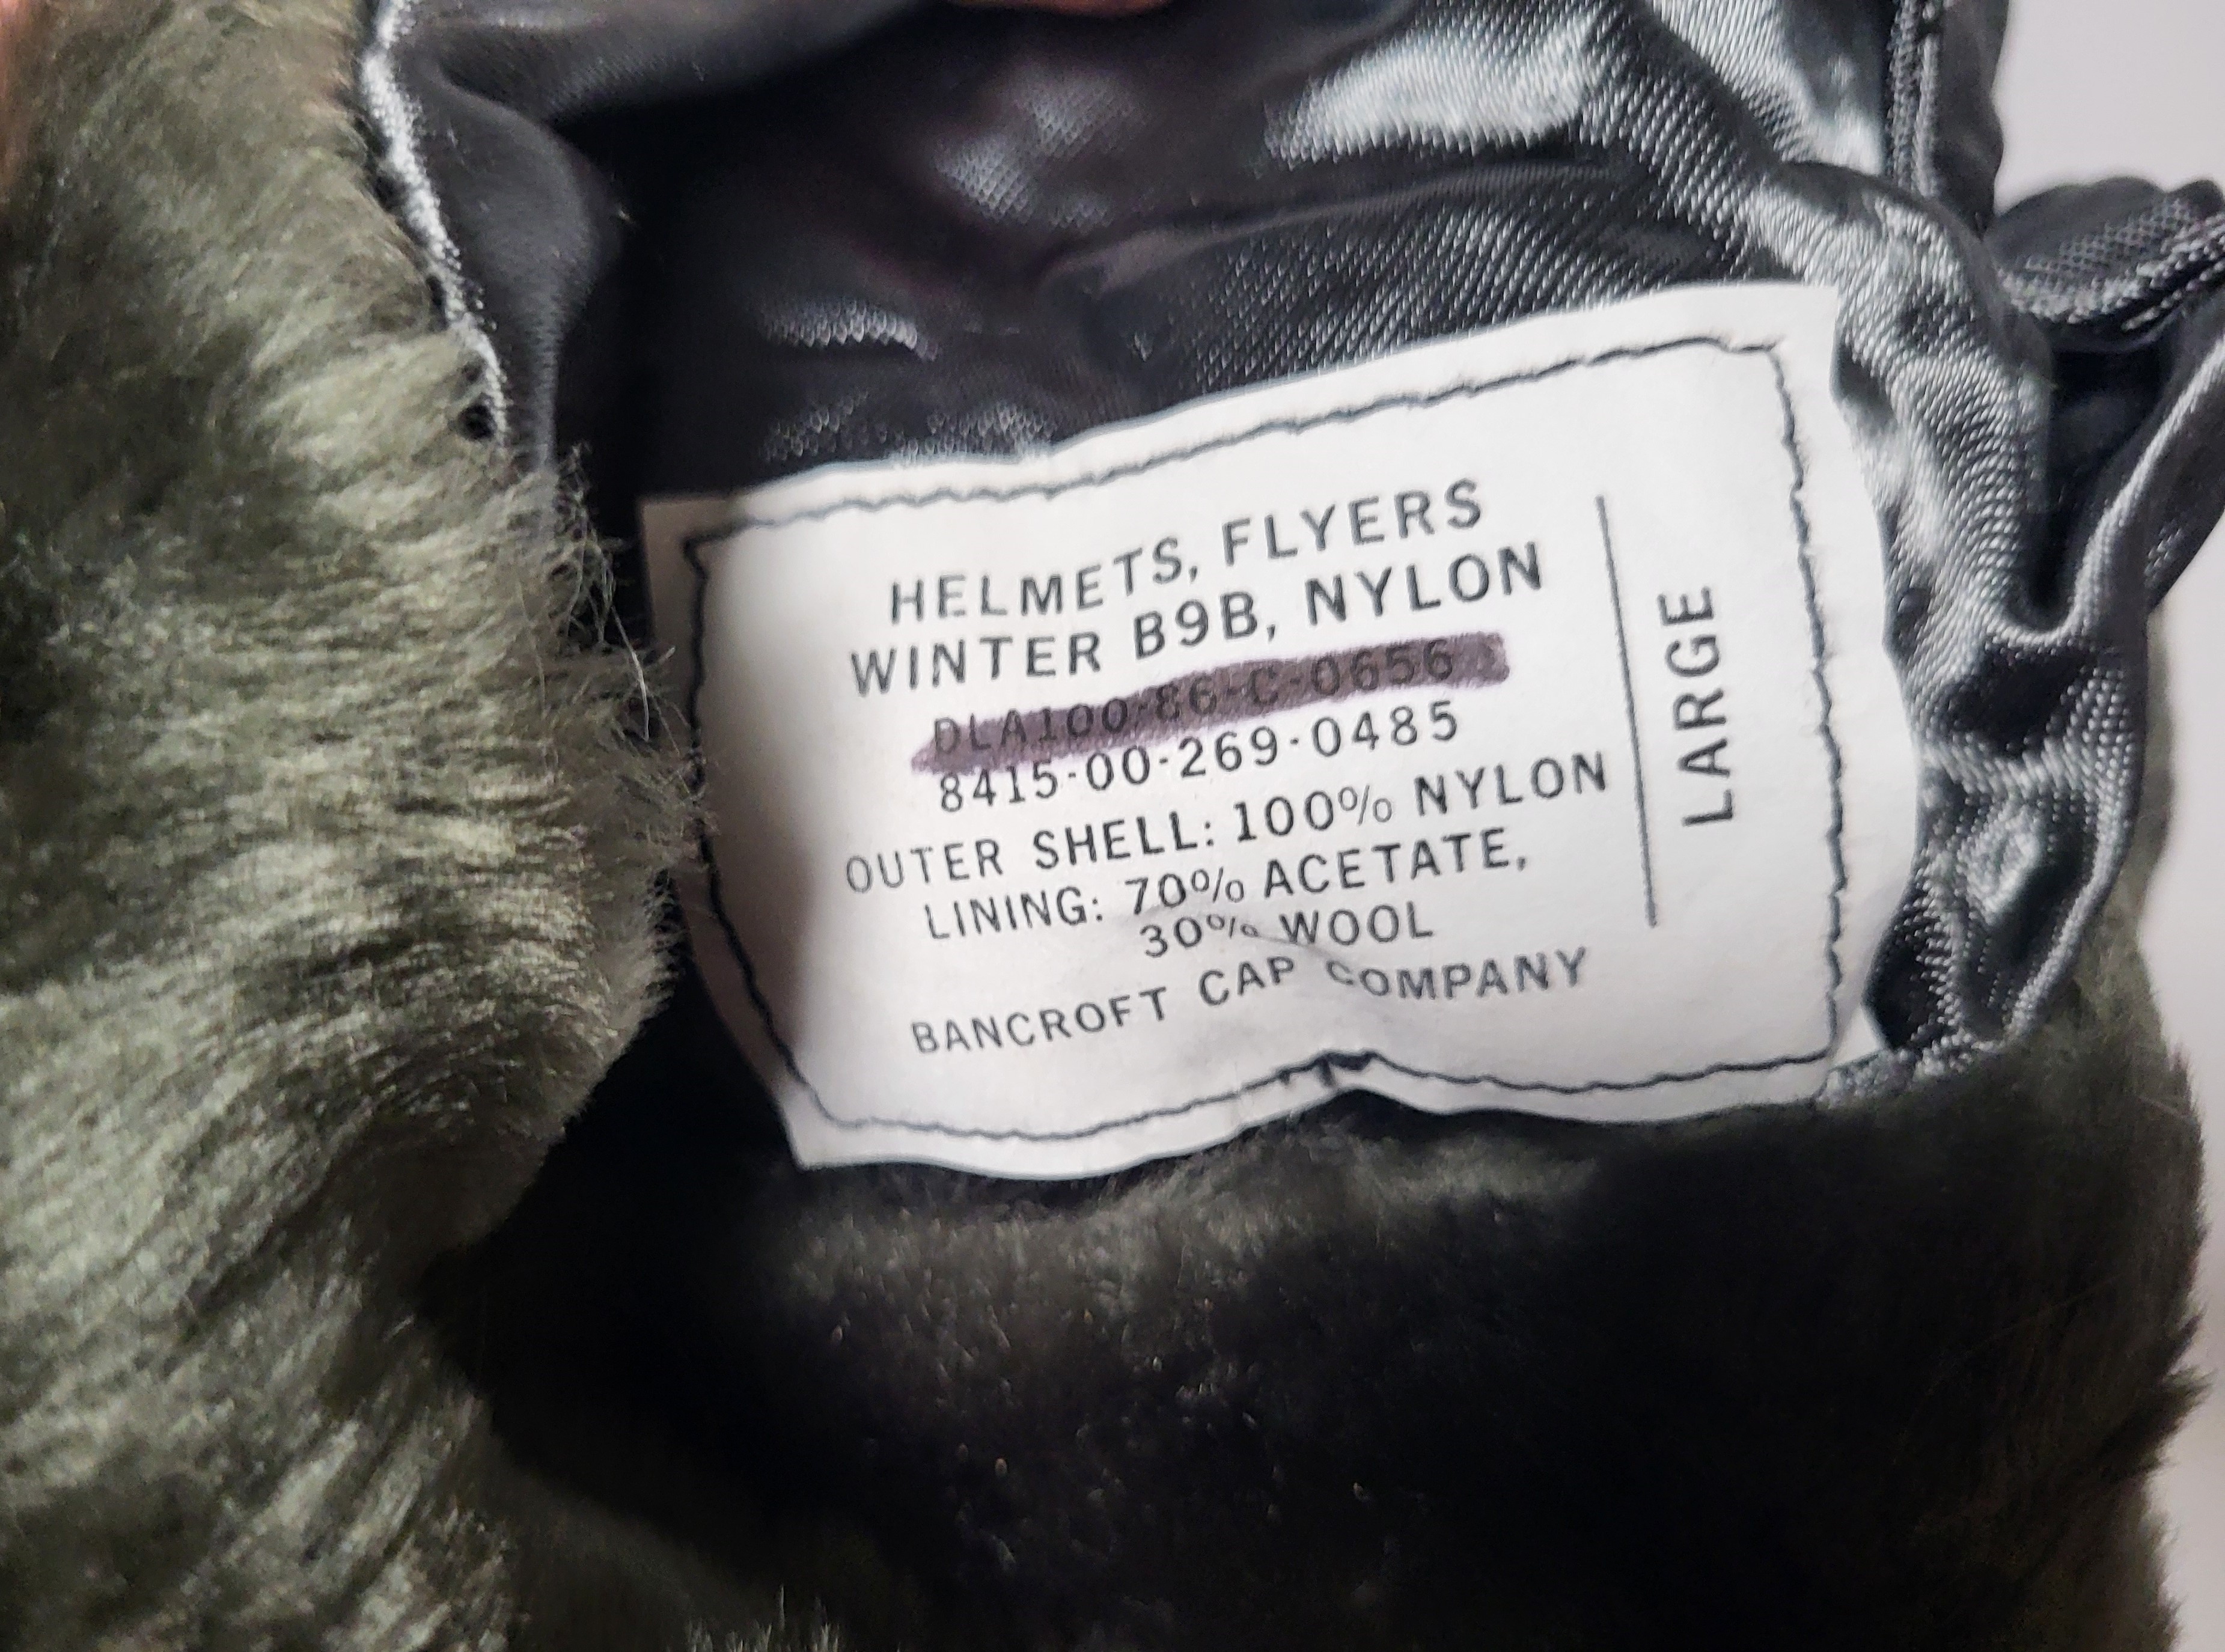 HELMETS, FLYERS
WINTER B9B, NYLON
DLA100-86-C-0656
8415-00-269-0485
OUTER SHELL: 100% NYLON
LINING: 70% ACETATE,
30% WOOL
BANCROFT CAP COMPANY
LARGE